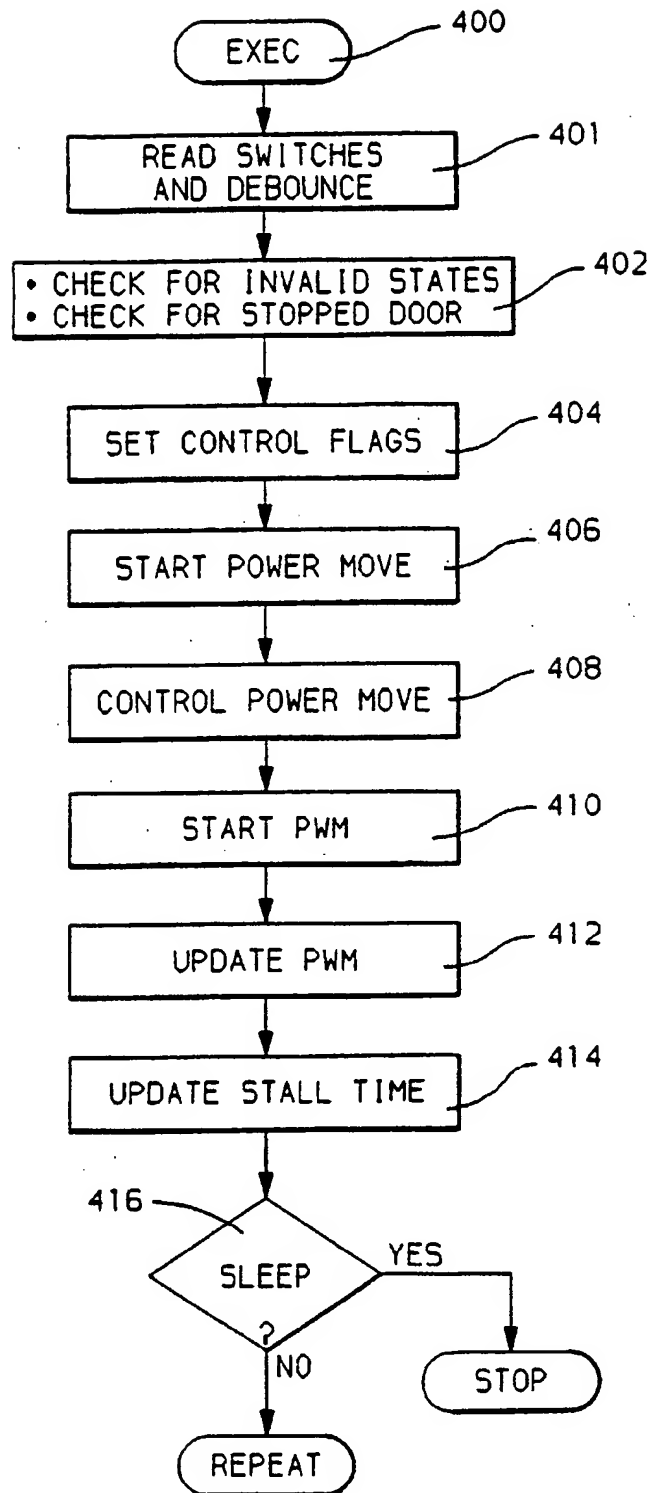 EXEC
400
READ SWITCHES
AND DEBOUNCE
401
• CHECK FOR INVALID STATES
• CHECK FOR STOPPED DOOR
402
SET CONTROL FLAGS
404
START POWER MOVE
406
CONTROL POWER MOVE
408
START PWM
410
UPDATE PWM
412
UPDATE STALL TIME
414
416
SLEEP
?
YES
NO
STOP
REPEAT